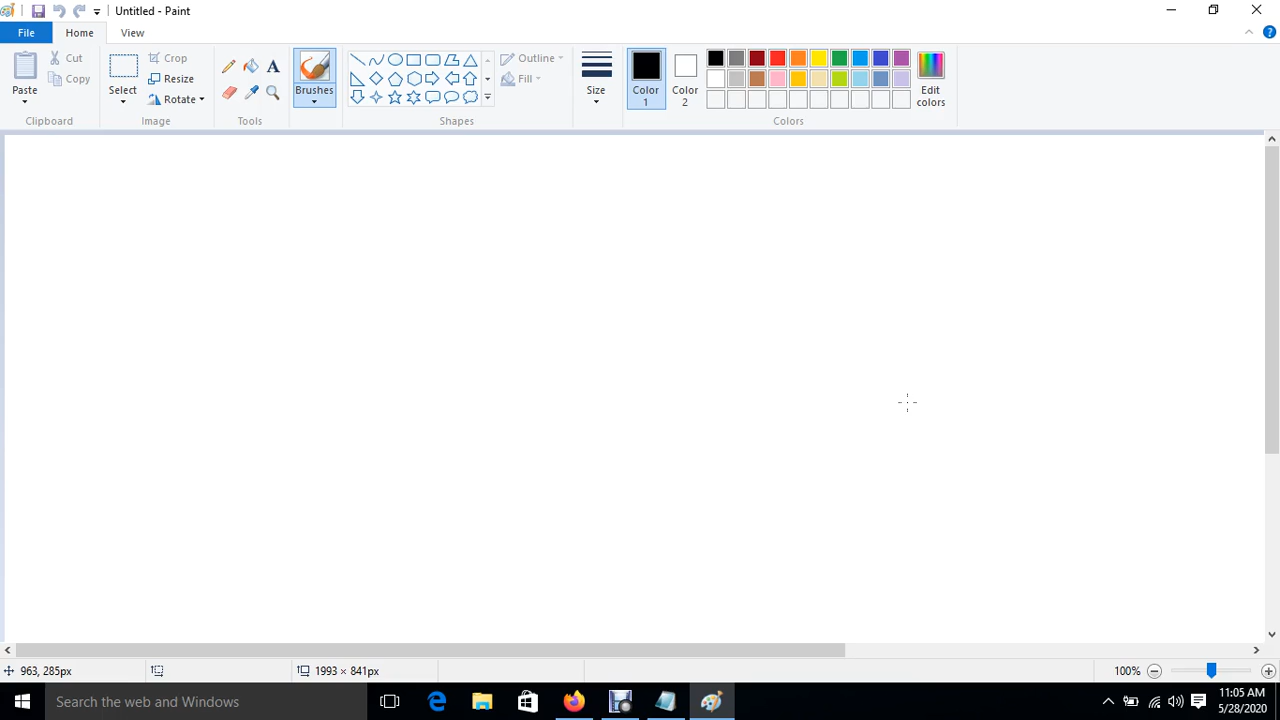 Untitled - Paint
File Home View
Paste
Cut
Copy
Clipboard
Select
Crop
Resize
Rotate
Image
A
Tools
Brushes
Outline
Fill
Shapes
Size
Color 1
Color 2
Edit colors
Colors
963, 285px
1993 × 841px
100%
Search the web and Windows
11:05 AM
5/28/2020